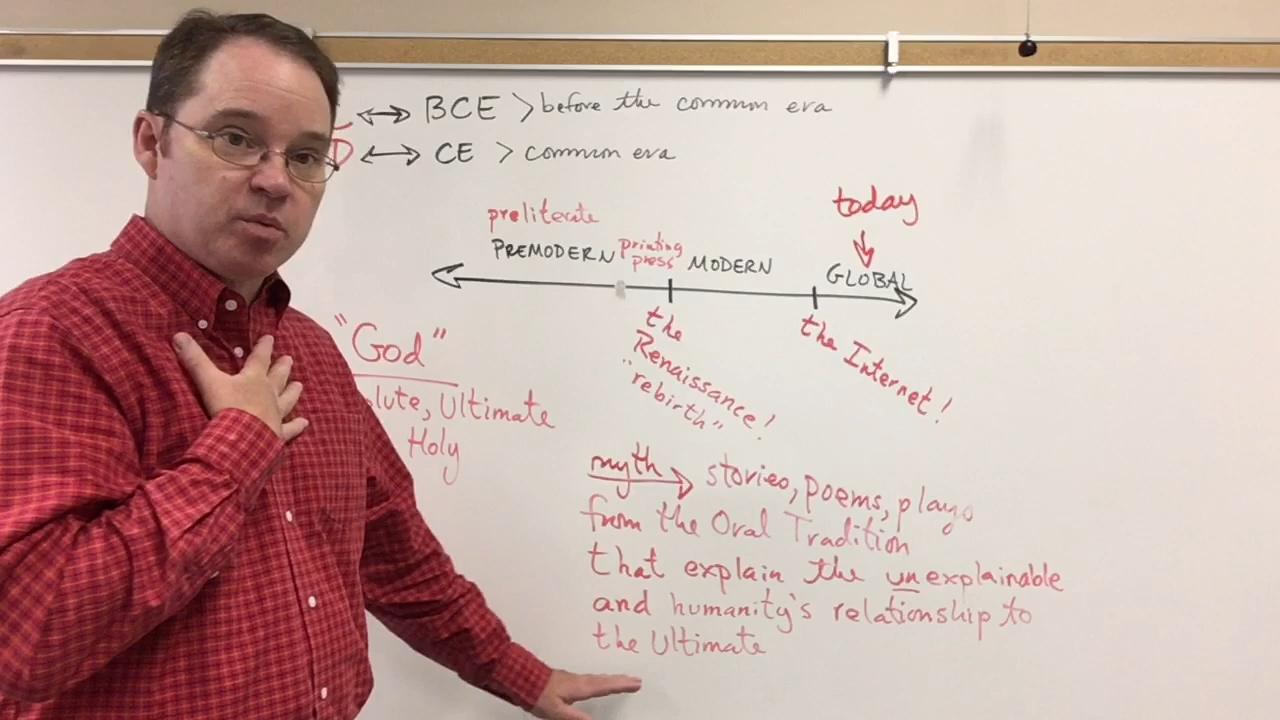 ↔ BCE > before the common era
D ↔ CE > common era
today
preliterate
PREMODERN
printing
press
MODERN
GLOBAL
the
Renaissance!
"rebirth"
the Internet!
"God"
lute, Ultimate
Holy
myth → stories, poems, plays
from the Oral Tradition
that explain the unexplainable
and humanity's relationship to
the Ultimate